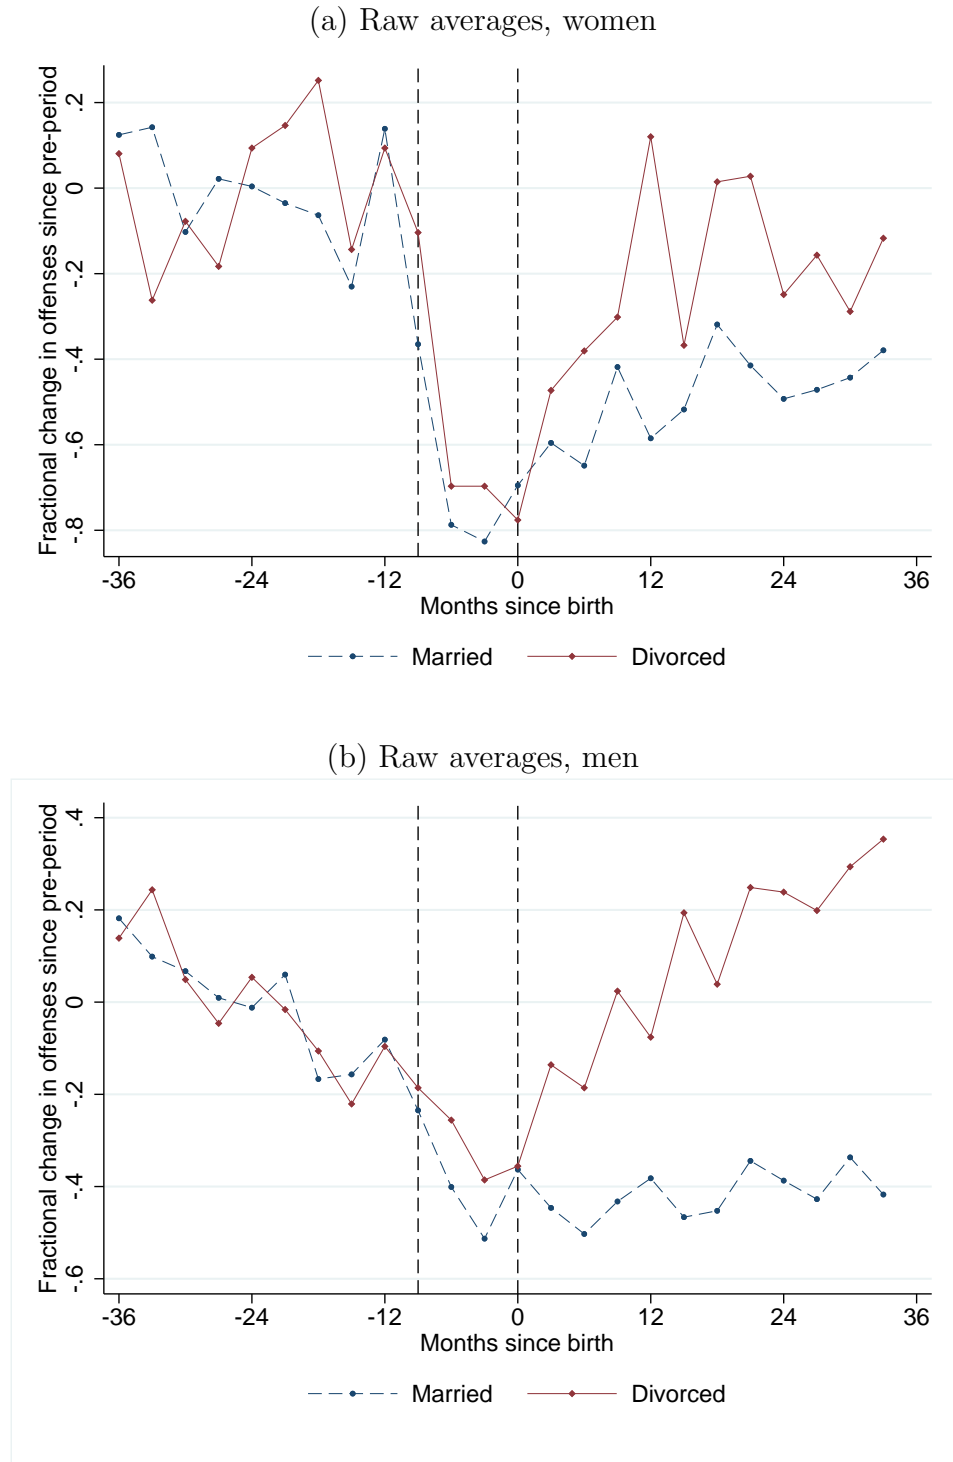 (a) Raw averages, women
Fractional change in offenses since pre-period
.2
0
-.2
-.4
-.6
-.8
-36 -24 -12 0 12 24 36
Months since birth
Married Divorced
(b) Raw averages, men
Fractional change in offenses since pre-period
.4
.2
0
-.2
-.4
-.6
-36 -24 -12 0 12 24 36
Months since birth
Married Divorced